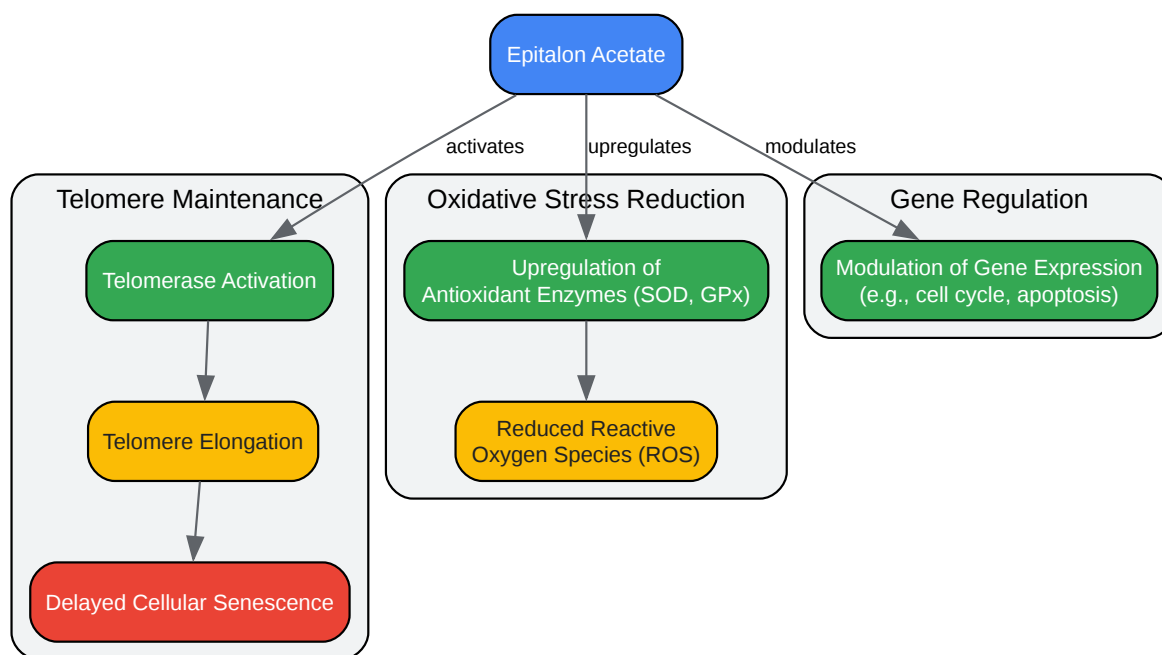 Epitalon Acetate
activates
upregulates
modulates
Telomere Maintenance
Oxidative Stress Reduction
Gene Regulation
Telomerase Activation
Upregulation of
Antioxidant Enzymes (SOD, GPx)
Modulation of Gene Expression
(e.g., cell cycle, apoptosis)
Telomere Elongation
Reduced Reactive
Oxygen Species (ROS)
Delayed Cellular Senescence